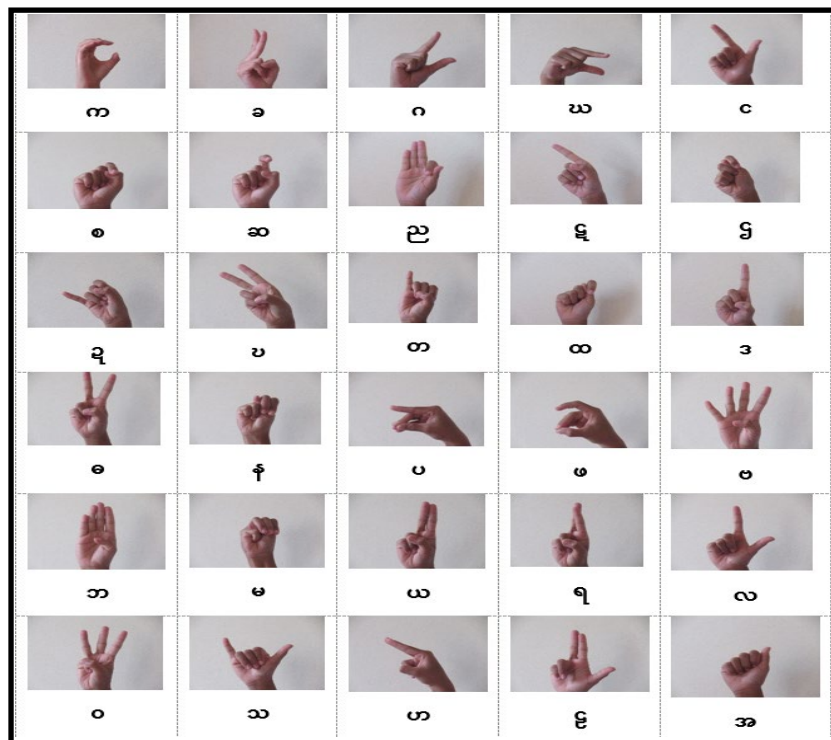 က ခ ဂ ဃ င
စ ဆ ည ဋ ဌ
ဍ ဎ တ ထ ဒ
ဓ န ပ ဖ ဗ
ဘ မ ယ ရ လ
ဝ သ ဟ ဠ အ